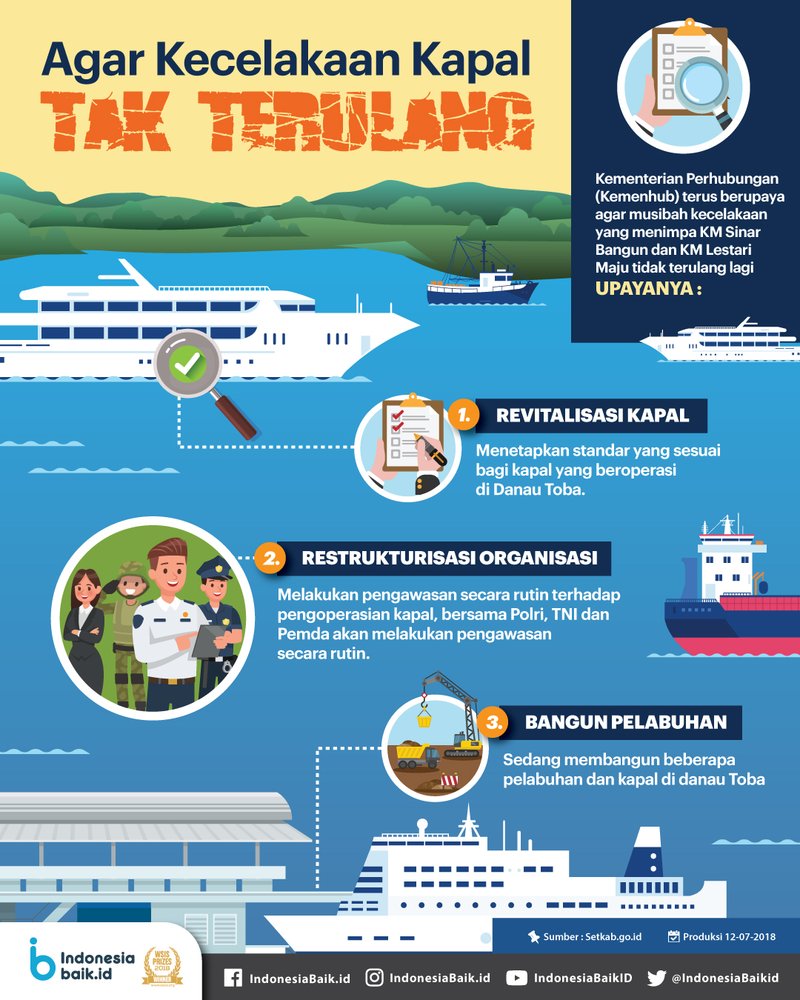 Agar Kecelakaan Kapal
TAK TERULANG
Kementerian Perhubungan
(Kemenhub) terus berupaya
agar musibah kecelakaan
yang menimpa KM Sinar
Bangun dan KM Lestari
Maju tidak terulang lagi
UPAYANYA :
1. REVITALISASI KAPAL
Menetapkan standar yang sesuai
bagi kapal yang beroperasi
di Danau Toba.
2. RESTRUKTURISASI ORGANISASI
Melakukan pengawasan secara rutin terhadap
pengoperasian kapal, bersama Polri, TNI dan
Pemda akan melakukan pengawasan
secara rutin.
3. BANGUN PELABUHAN
Sedang membangun beberapa
pelabuhan dan kapal di danau Toba
Sumber : Setkab.go.id
Produksi 12-07-2018
Indonesia
baik.id
WSIS
PRIZES
2018
WINNER
IndonesiaBaik.id
IndonesiaBaik.id
IndonesiaBaikID
@IndonesiaBaikid